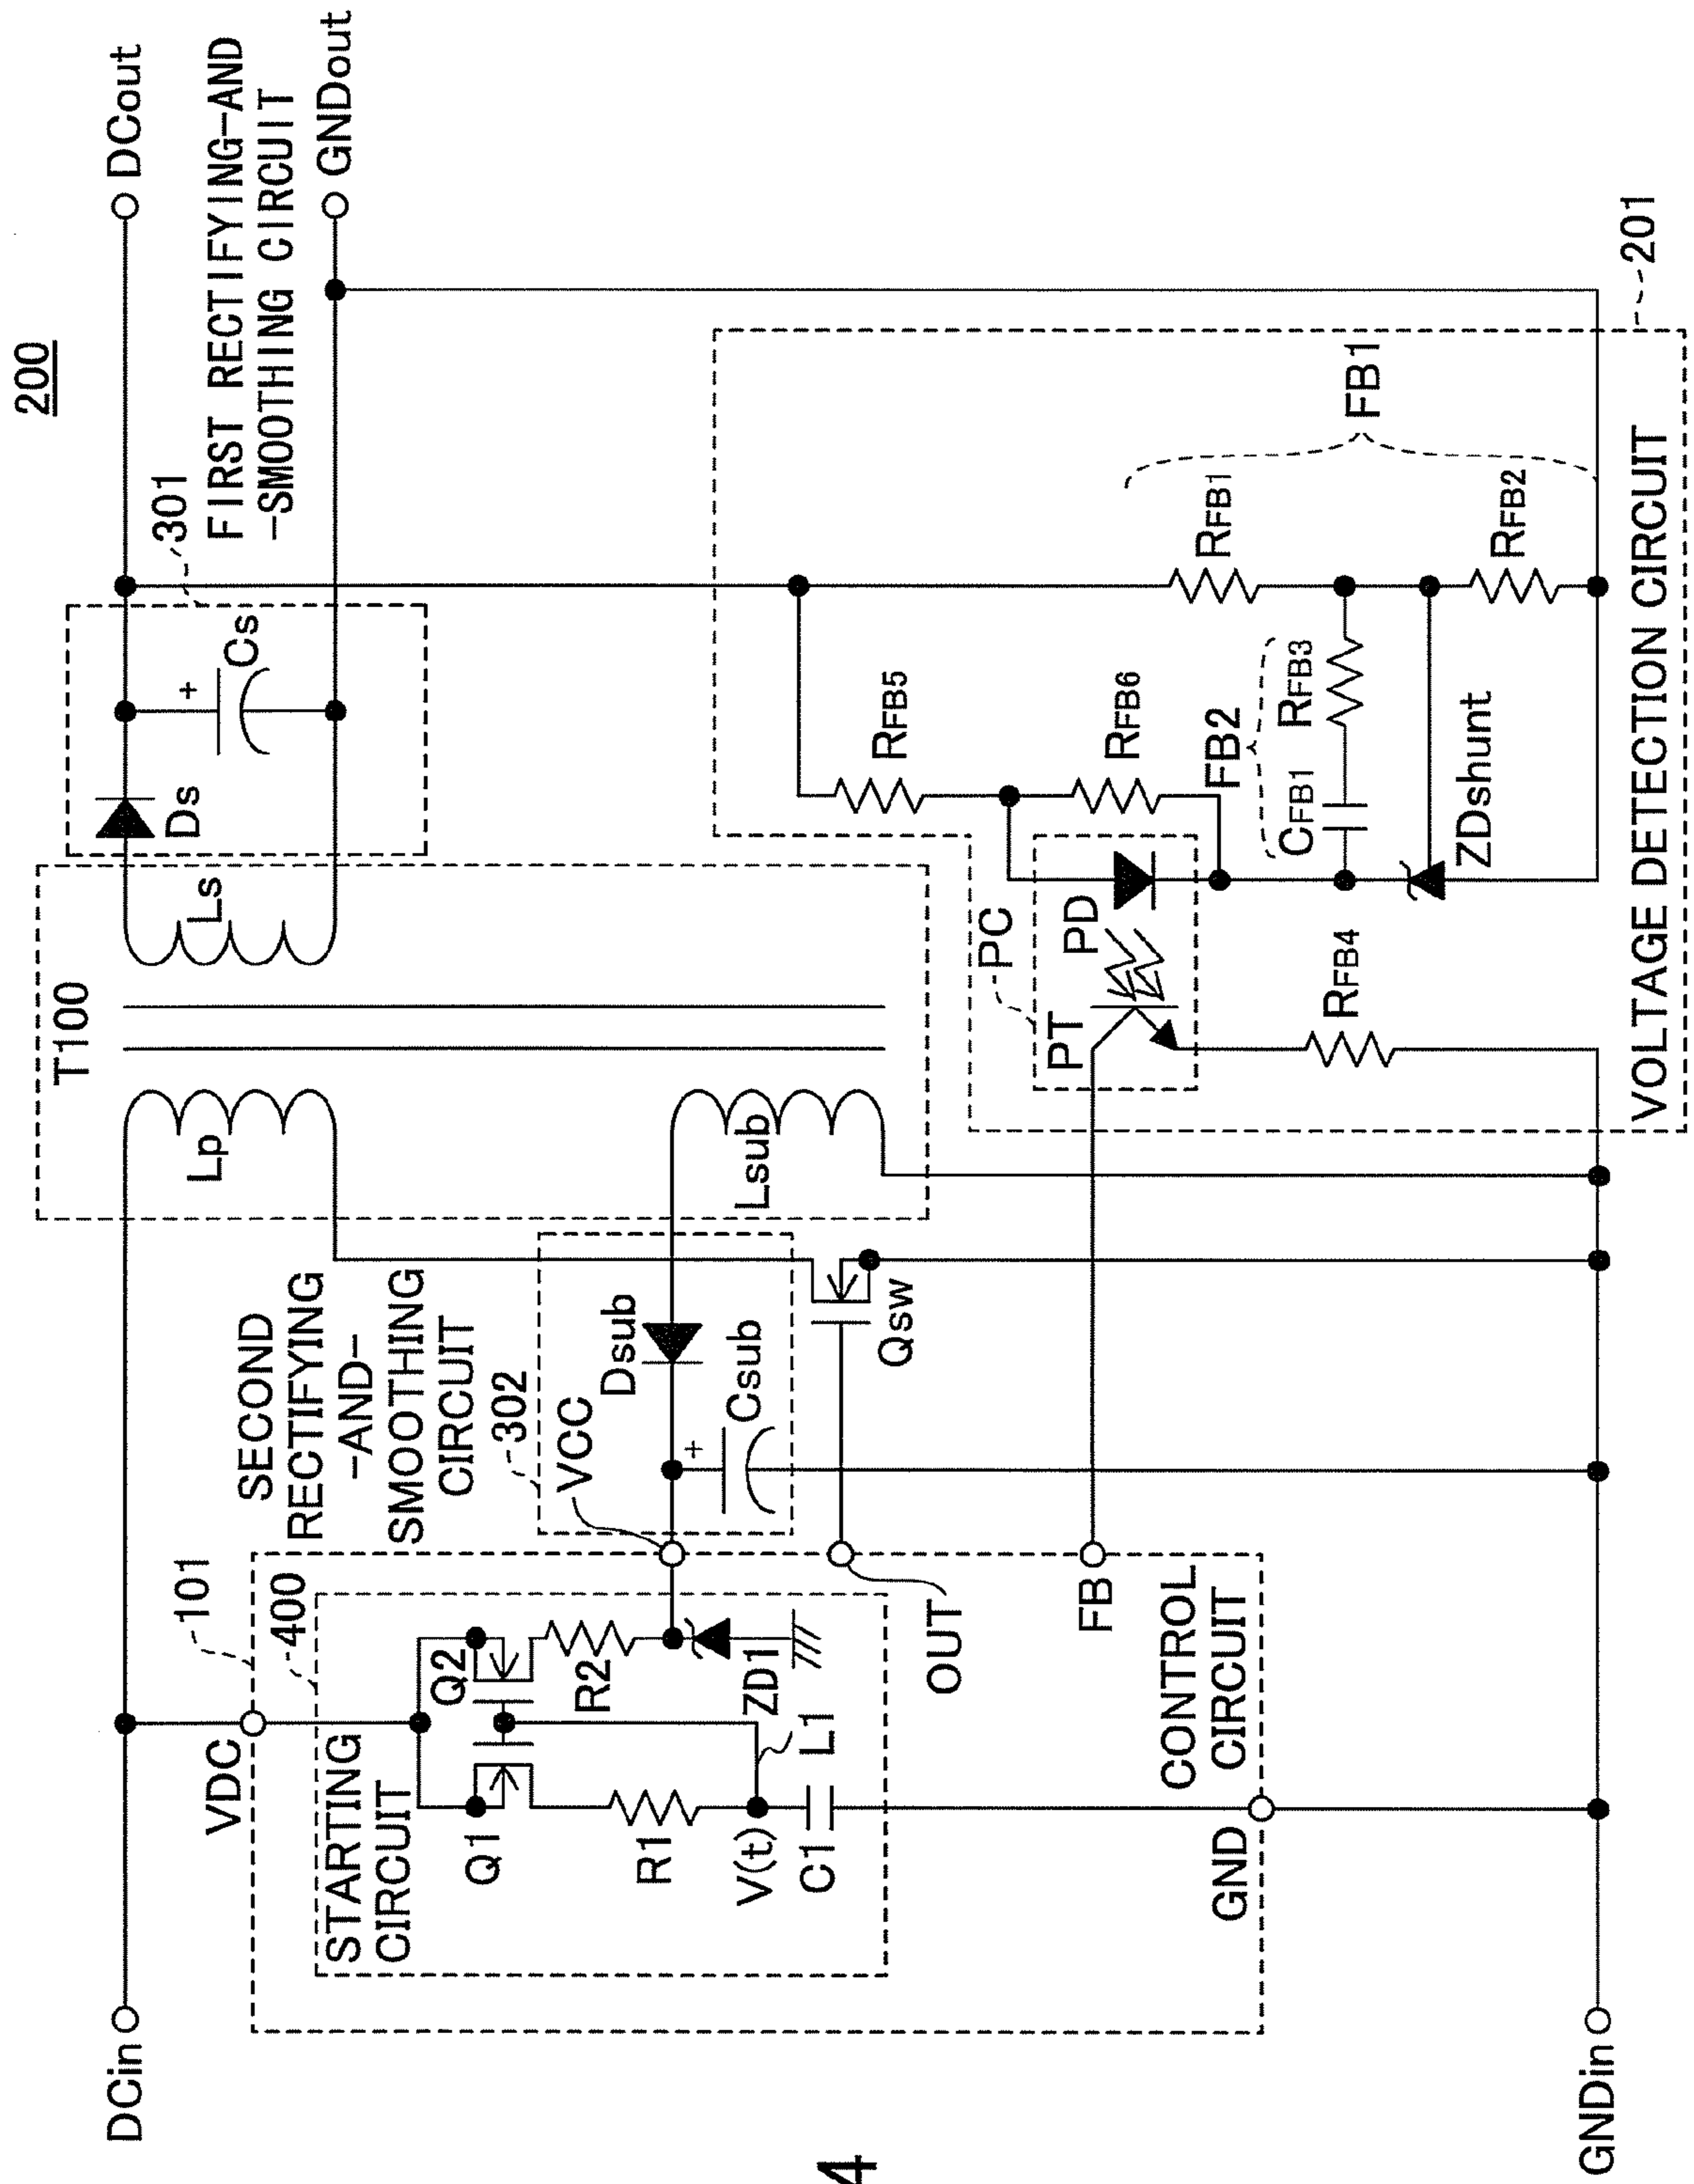 200
DCin
DCout
T100
Lp
Ls
301
Ds
+
Cs
FIRST RECTIFYING-AND
-SMOOTHING CIRCUIT
GNDout
VDC
101
400
STARTING
CIRCUIT
Q1
Q2
R1
R2
V(t)
C1
L1
ZD1
SECOND
RECTIFYING
-AND-
SMOOTHING
CIRCUIT
302
VCC
Dsub
+
Csub
Lsub
Qsw
OUT
FB
CONTROL
CIRCUIT
GND
PC
PT
PD
RFB4
RFB5
RFB6
FB2
CFB1
RFB3
ZDshunt
RFB1
RFB2
FB1
VOLTAGE DETECTION CIRCUIT
201
GNDin
4